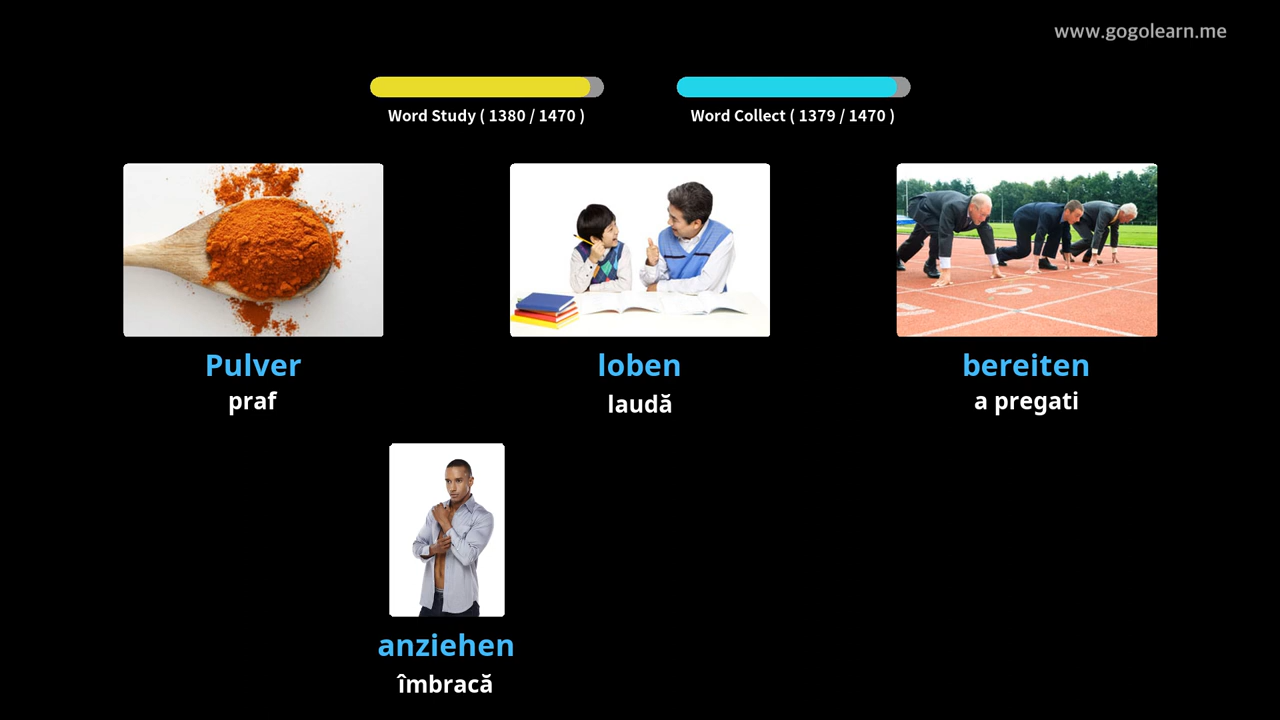 www.gogolearn.me
Word Study ( 1380 / 1470 )
Word Collect ( 1379 / 1470 )
Pulver
praf
loben
laudă
bereiten
a pregati
anziehen
îmbracă